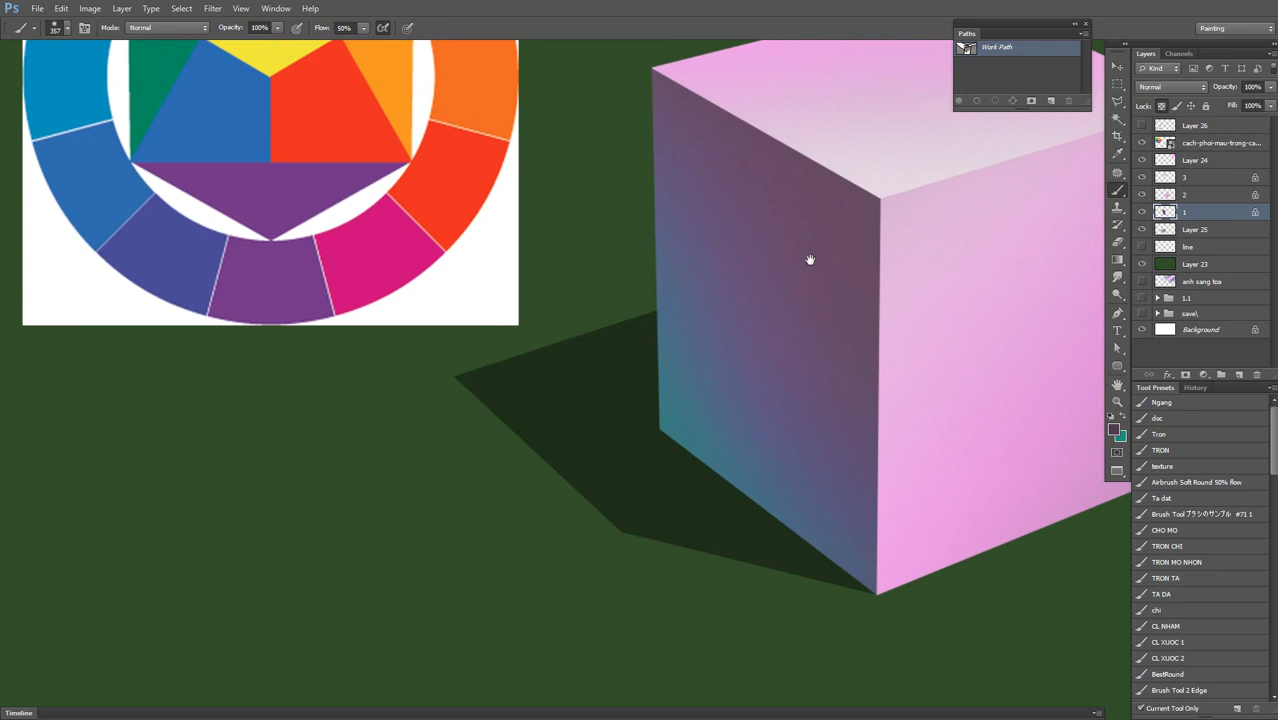 Ps File Edit Image Layer Type Select Filter Egg View Window Help
357 Mode: Normal Opacity: 100% Flow: 50% Painting
Paths
Work Path
Layers Channels
Kind
Normal Opacity: 100%
Lock: Fill: 100%
Layer 26
cach-phoi-mau-trong-ca...
Layer 24
3
2
1
Layer 25
line
Layer 23
anh sang toa
1.1
save\
Background
Tool Presets History
Ngang
doc
Tron
TRON
texture
Airbrush Soft Round 50% flow
Ta dat
Brush Tool ブラシのサンプル #71 1
CHO MO
TRON CHI
TRON MO NHON
TRON TA
TA DA
chi
CL NHAM
CL XUOC 1
CL XUOC 2
BestRound
Brush Tool 2 Edge
Current Tool Only
Timeline